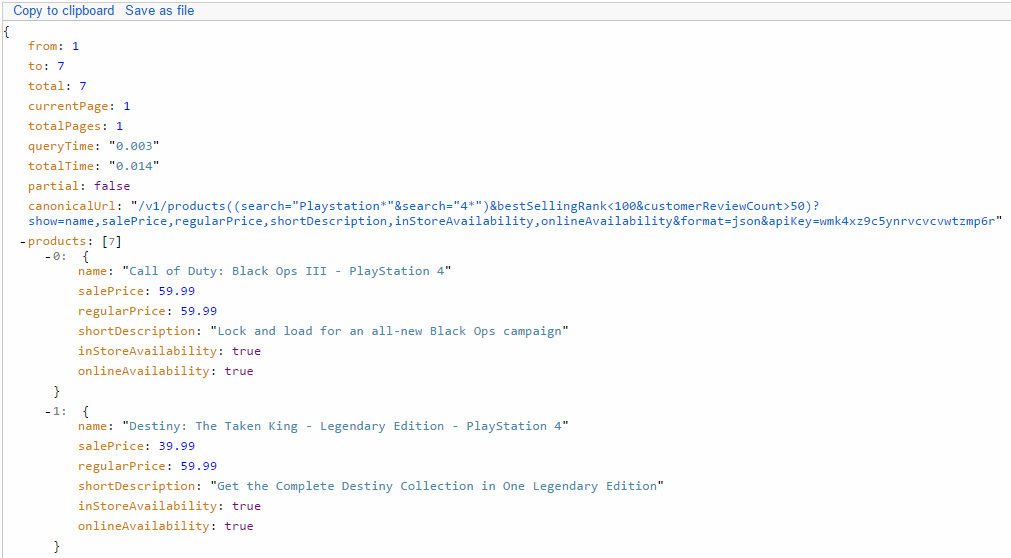 Copy to clipboard Save as file
{
from: 1
to: 7
total: 7
currentPage: 1
totalPages: 1
queryTime: "0.003"
totalTime: "0.014"
partial: false
canonicalUrl: "/v1/products((search="Playstation*"&search="4*")&bestSellingRank<100&customerReviewCount>50)?
show=name,salePrice,regularPrice,shortDescription,inStoreAvailability,onlineAvailability&format=json&apiKey=wmk4xz9c5ynrvcvcvwtzmp6r"
-products: [7]
-0: {
name: "Call of Duty: Black Ops III - PlayStation 4"
salePrice: 59.99
regularPrice: 59.99
shortDescription: "Lock and load for an all-new Black Ops campaign"
inStoreAvailability: true
onlineAvailability: true
}
-1: {
name: "Destiny: The Taken King - Legendary Edition - PlayStation 4"
salePrice: 39.99
regularPrice: 59.99
shortDescription: "Get the Complete Destiny Collection in One Legendary Edition"
inStoreAvailability: true
onlineAvailability: true
}